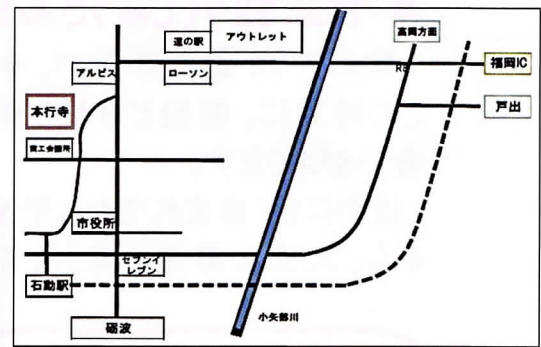 道の駅
アウトレット
高岡方面
アルビス
ローソン
R8
福岡IC
本行寺
戸出
商工会議所
市役所
セブンイ
レブン
石動駅
小矢部川
砺波